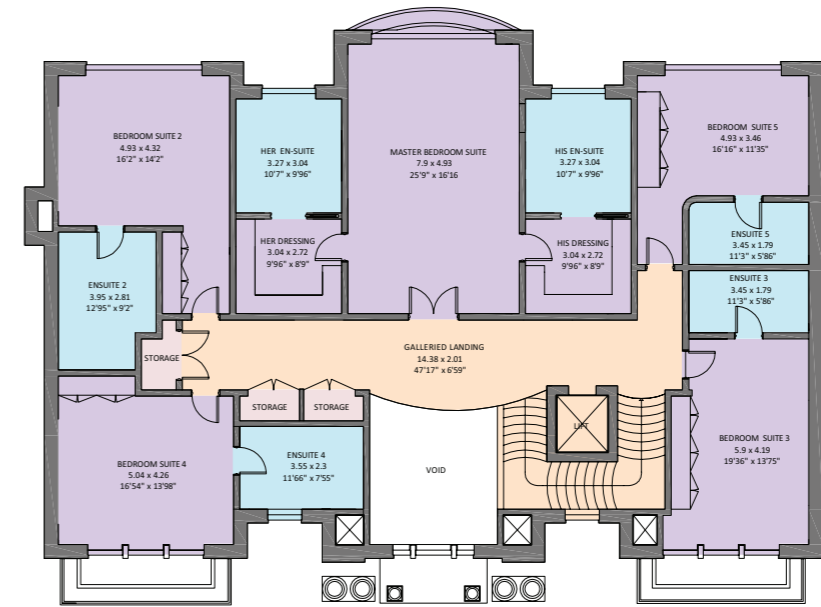 BEDROOM SUITE 2
4.93 x 4.32
16'2" x 14'2"
HER EN-SUITE
3.27 x 3.04
10'7" x 9'96"
MASTER BEDROOM SUITE
7.9 x 4.93
25'9" x 16'16
HIS EN-SUITE
3.27 x 3.04
10'7" x 9'96"
BEDROOM SUITE 5
4.93 x 3.46
16'16" x 11'35"
HER DRESSING
3.04 x 2.72
9'96" x 8'9"
HIS DRESSING
3.04 x 2.72
9'96" x 8'9"
ENSUITE 5
3.45 x 1.79
11'3" x 5'86"
ENSUITE 2
3.95 x 2.81
12'95" x 9'2"
ENSUITE 3
3.45 x 1.79
11'3" x 5'86"
STORAGE
GALLERIED LANDING
14.38 x 2.01
47'17" x 6'59"
STORAGE
STORAGE
LIFT
BEDROOM SUITE 4
5.04 x 4.26
16'54" x 13'98"
ENSUITE 4
3.55 x 2.3
11'66" x 7'55"
VOID
BEDROOM SUITE 3
5.9 x 4.19
19'36" x 13'75"